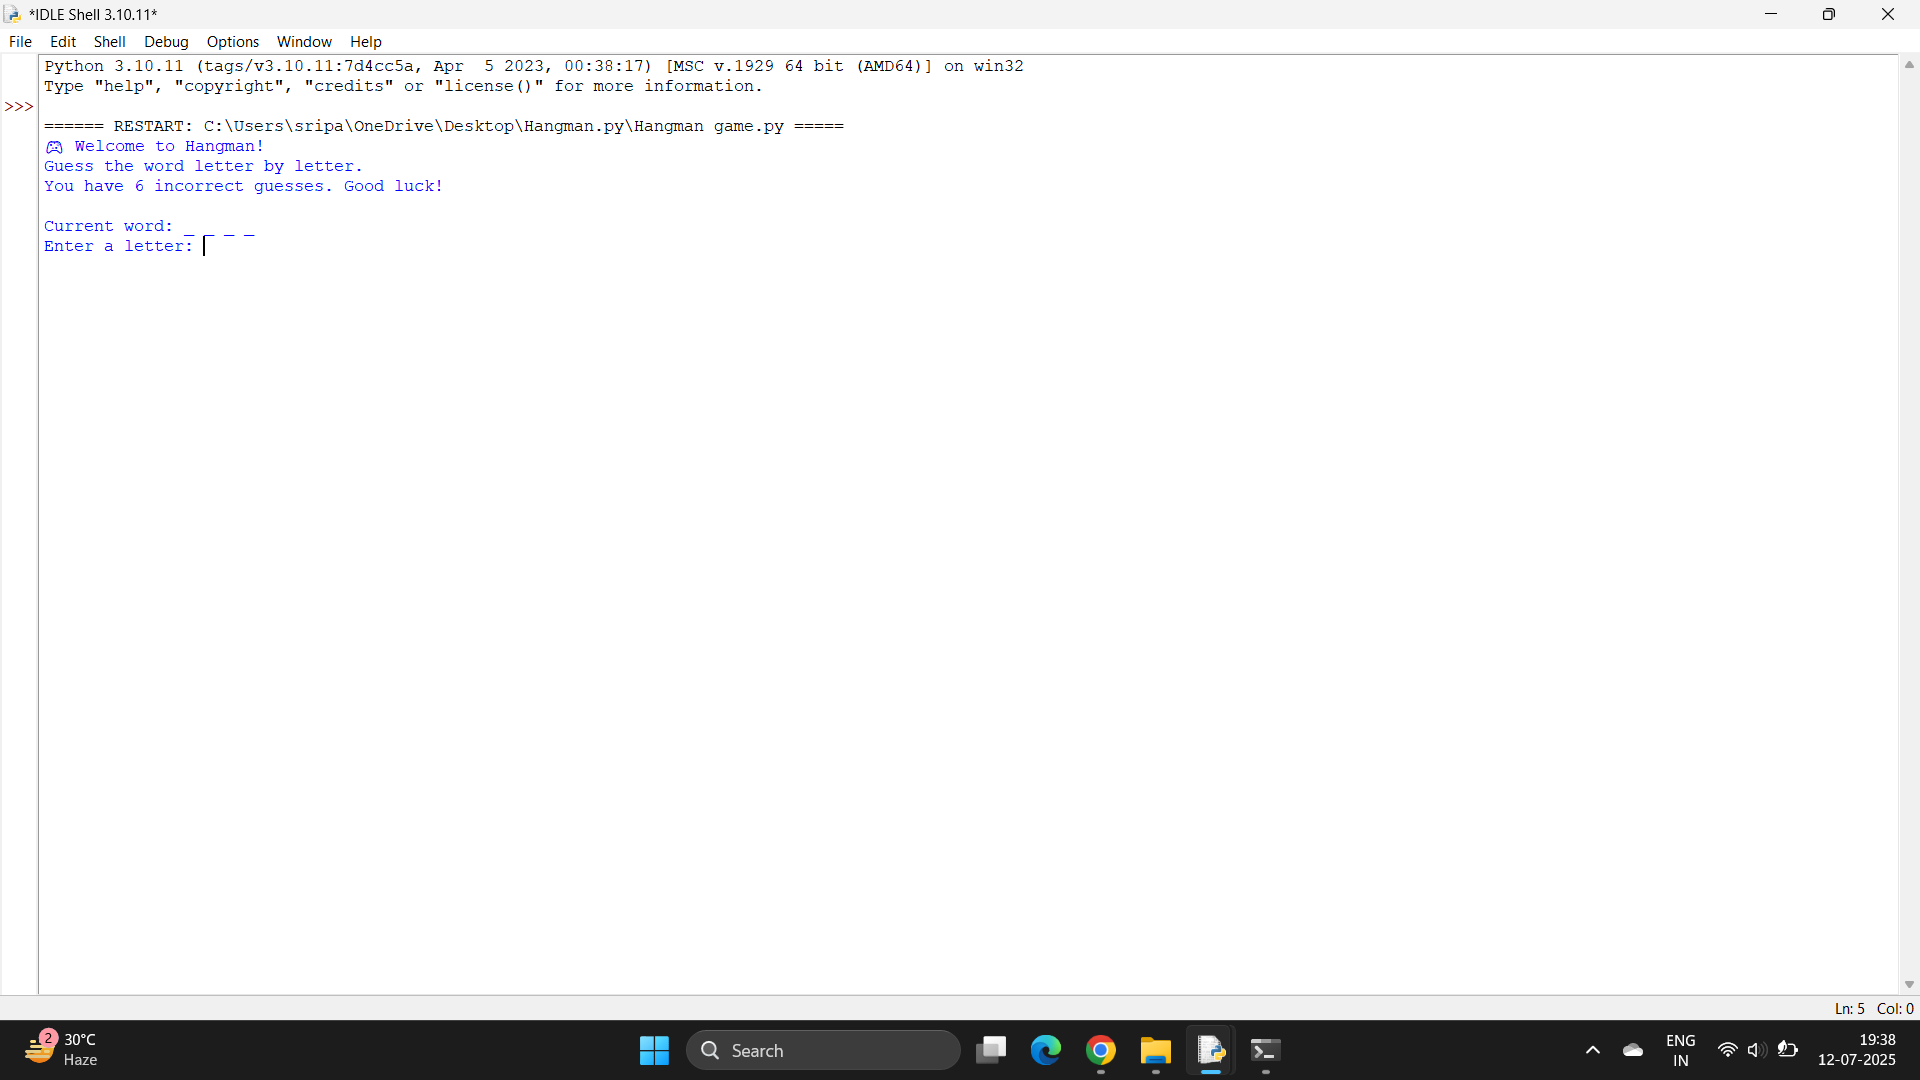 *IDLE Shell 3.10.11*
File Edit Shell Debug Options Window Help
Python 3.10.11 (tags/v3.10.11:7d4cc5a, Apr  5 2023, 00:38:17) [MSC v.1929 64 bit (AMD64)] on win32
Type "help", "copyright", "credits" or "license()" for more information.
>>>
====== RESTART: C:\Users\sripa\OneDrive\Desktop\Hangman.py\Hangman game.py =====
🎮 Welcome to Hangman!
Guess the word letter by letter.
You have 6 incorrect guesses. Good luck!
Current word: _ _ _ _
Enter a letter:
Ln: 5 Col: 0
2 30°C
Haze
Search
ENG
IN
19:38
12-07-2025